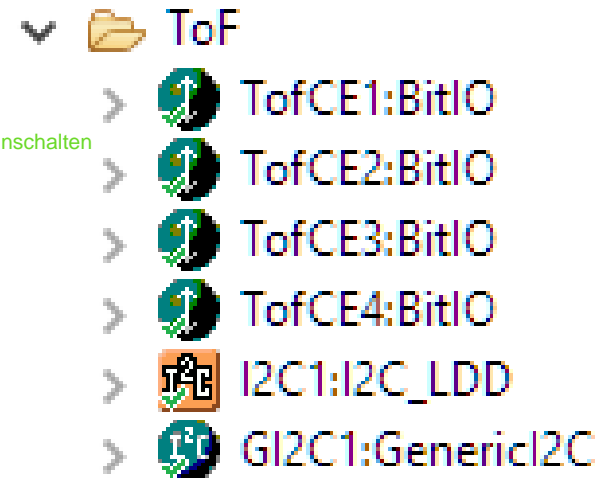 ToF
TofCE1:BitIO
nschalten
TofCE2:BitIO
TofCE3:BitIO
TofCE4:BitIO
I2C1:I2C_LDD
GI2C1:GenericI2C